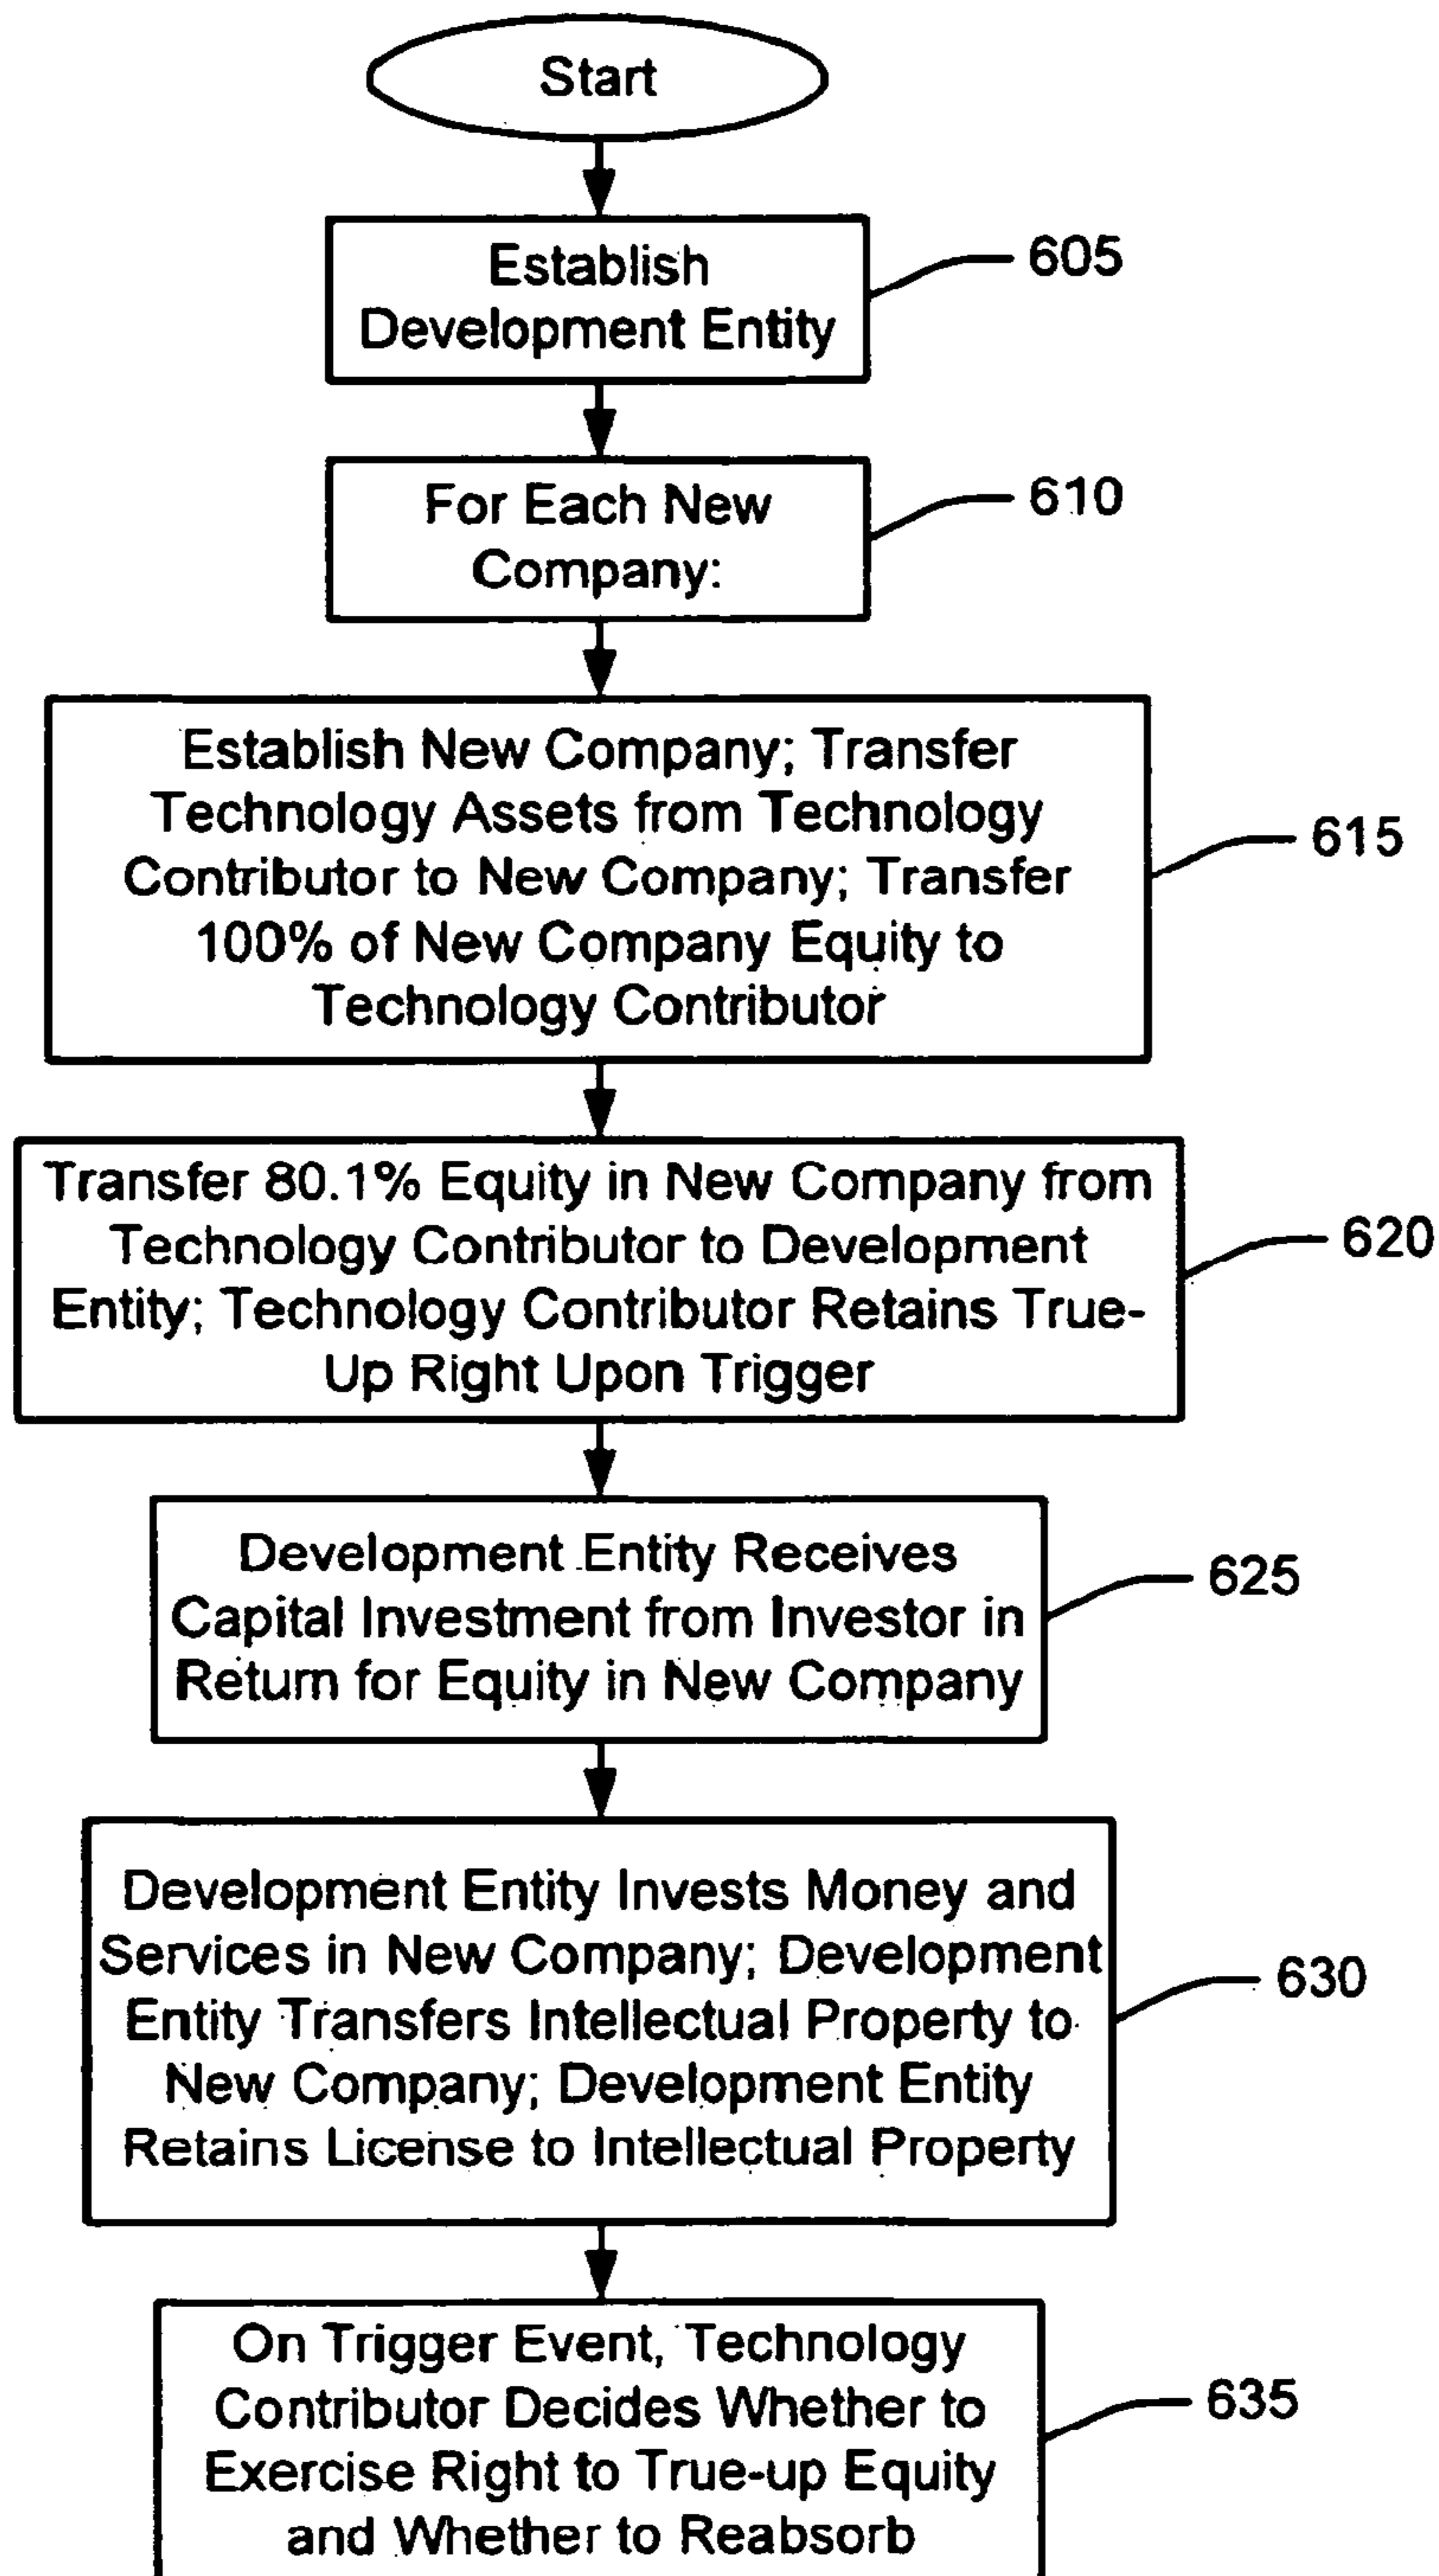 Start
Establish
Development Entity
605
For Each New
Company:
610
Establish New Company; Transfer
Technology Assets from Technology
Contributor to New Company; Transfer
100% of New Company Equity to
Technology Contributor
615
Transfer 80.1% Equity in New Company from
Technology Contributor to Development
Entity; Technology Contributor Retains True-
Up Right Upon Trigger
620
Development Entity Receives
Capital Investment from Investor in
Return for Equity in New Company
625
Development Entity Invests Money and
Services in New Company; Development
Entity Transfers Intellectual Property to
New Company; Development Entity
Retains License to Intellectual Property
630
On Trigger Event, Technology
Contributor Decides Whether to
Exercise Right to True-up Equity
and Whether to Reabsorb
635